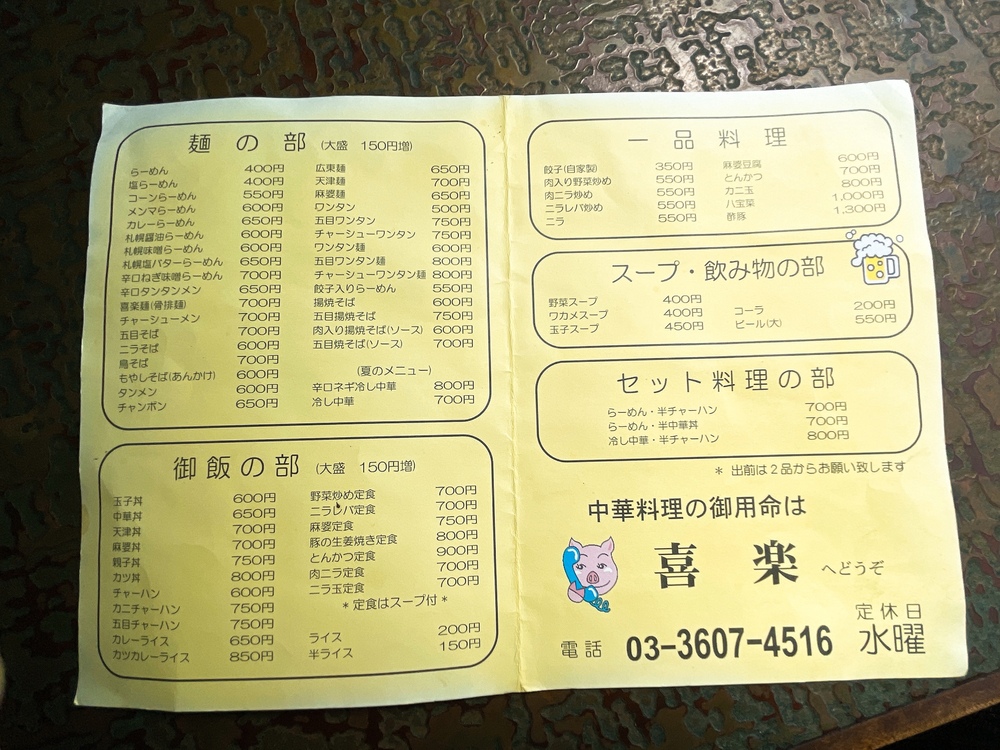 麺の部 (大盛 150円増)
らーめん 400円 広東麺 650円
塩らーめん 400円 天津麺 700円
コーンらーめん 550円 麻婆麺 650円
メンマらーめん 600円 ワンタン 500円
カレーらーめん 650円 五目ワンタン 750円
札幌醤油らーめん 600円 チャーシューワンタン 750円
札幌味噌らーめん 600円 ワンタン麺 600円
札幌塩バターらーめん 650円 五目ワンタン麺 800円
辛口ねぎ味噌らーめん 700円 チャーシューワンタン麺 800円
辛口タンタンメン 650円 餃子入りらーめん 550円
喜楽麺(骨排麺) 700円 揚焼そば 600円
チャーシューメン 700円 五目揚焼そば 750円
五目そば 700円 肉入り揚焼そば(ソース) 600円
ニラそば 600円 五目焼そば(ソース) 700円
鳥そば 700円
もやしそば(あんかけ) 600円 (夏のメニュー)
タンメン 600円 辛口ネギ冷し中華 800円
チャンポン 650円 冷し中華 700円
御飯の部 (大盛 150円増)
玉子丼 600円 野菜炒め定食 700円
中華丼 650円 ニラレバ定食 700円
天津丼 700円 麻婆定食 750円
麻婆丼 700円 豚の生姜焼き定食 800円
親子丼 750円 とんかつ定食 900円
カツ丼 800円 肉ニラ定食 700円
チャーハン 600円 ニラ玉定食 700円
カニチャーハン 750円 *定食はスープ付*
五目チャーハン 750円
カレーライス 650円 ライス 200円
カツカレーライス 850円 半ライス 150円
一品料理
餃子(自家製) 350円 麻婆豆腐 600円
肉入り野菜炒め 550円 とんかつ 700円
肉ニラ炒め 550円 カニ玉 800円
ニラレバ炒め 550円 八宝菜 1,000円
ニラ 550円 酢豚 1,300円
スープ・飲み物の部
野菜スープ 400円
ワカメスープ 400円 コーラ 200円
玉子スープ 450円 ビール(大) 550円
セット料理の部
らーめん・半チャーハン 700円
らーめん・半中華丼 700円
冷し中華・半チャーハン 800円
* 出前は2品からお願い致します
中華料理の御用命は
喜楽 へどうぞ
定休日
電話 03-3607-4516 水曜